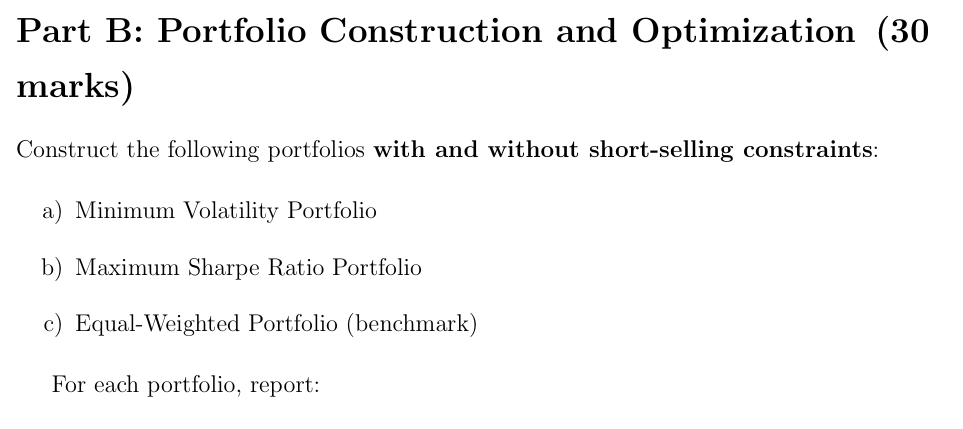 Part B: Portfolio Construction and Optimization (30
marks)
Construct the following portfolios with and without short-selling constraints:
a) Minimum Volatility Portfolio
b) Maximum Sharpe Ratio Portfolio
c) Equal-Weighted Portfolio (benchmark)
For each portfolio, report: